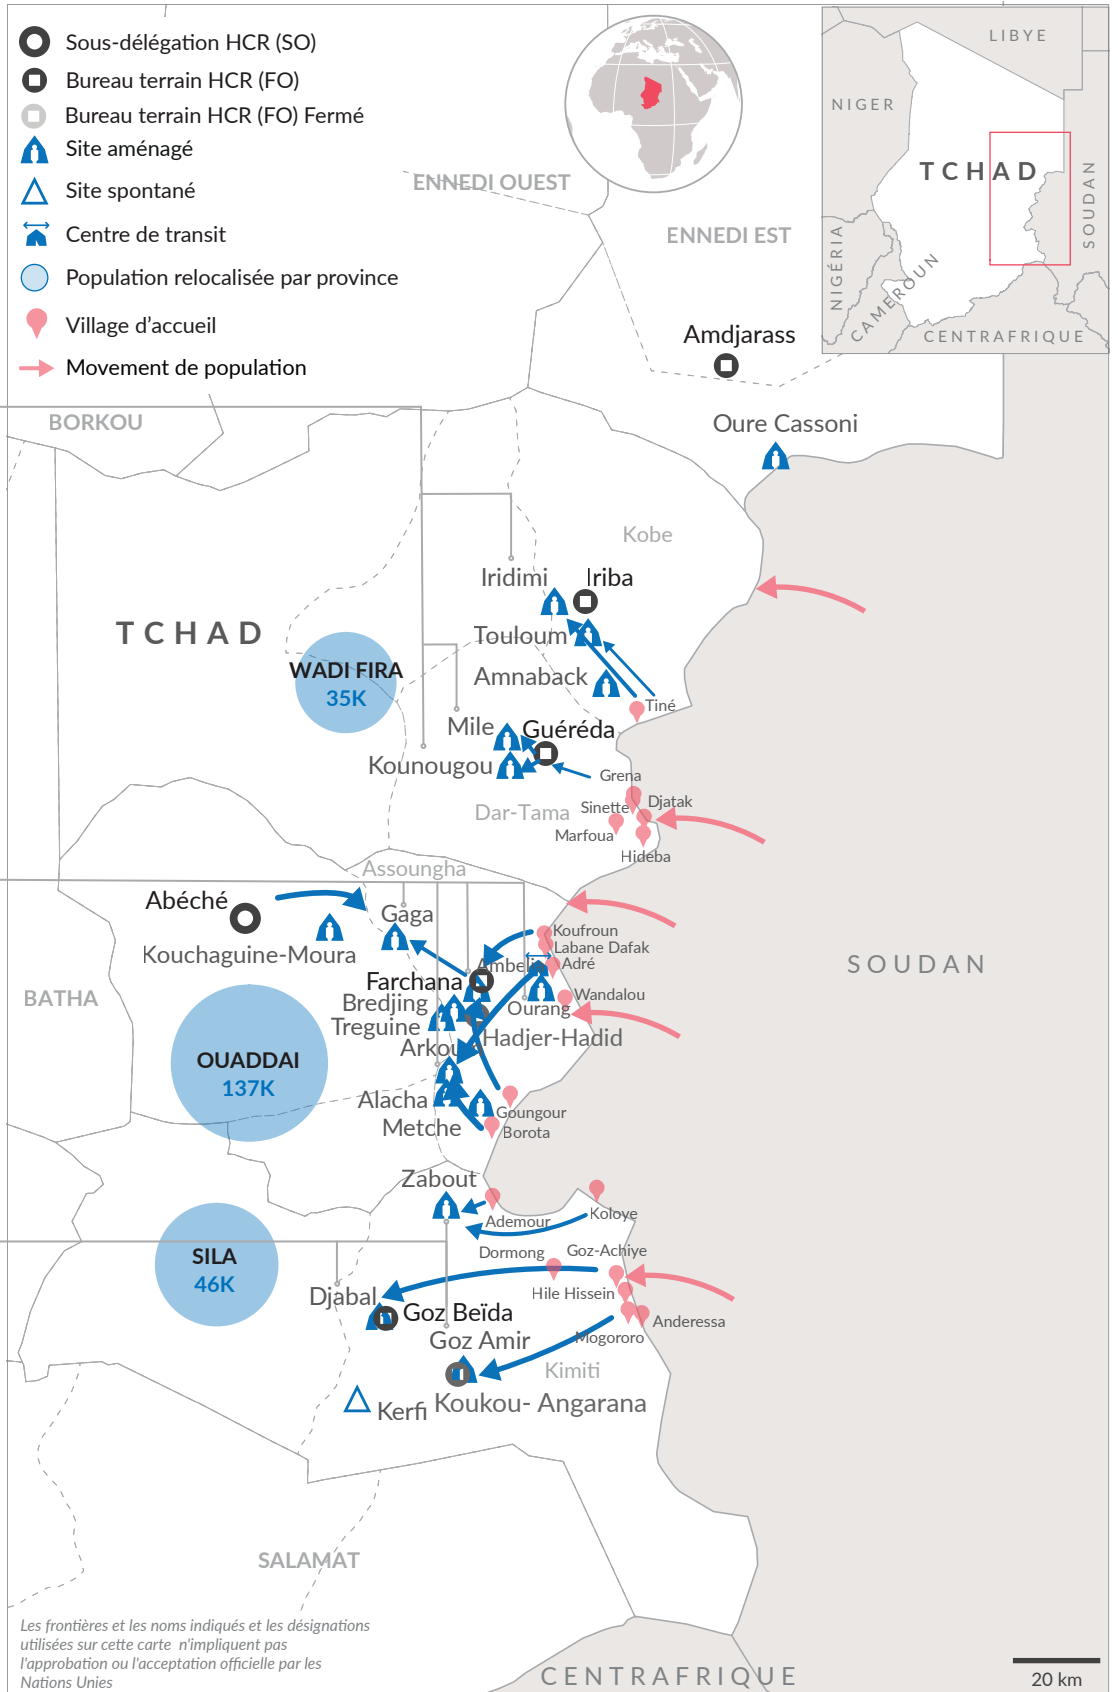 Sous-délégation HCR (SO)
Bureau terrain HCR (FO)
Bureau terrain HCR (FO) Fermé
Site aménagé
Site spontané
Centre de transit
Population relocalisée par province
Village d'accueil
Movement de population
LIBYE
NIGER
TCHAD
SOUDAN
NIGÉRIA
CAMEROUN
CENTRAFRIQUE
ENNEDI OUEST
ENNEDI EST
Amdjarass
BORKOU
Oure Cassoni
Kobe
Iridimi
Iriba
TCHAD
Touloum
WADI FIRA
35K
Amnaback
Tiné
Mile
Guéréda
Kounougou
Grena
Sinette
Djatak
Dar-Tama
Marfoua
Hideba
Assoungha
Abéché
Gaga
Koufroun
Labane Dafak
Kouchaguine-Moura
Ambelia
Adré
SOUDAN
Farchana
BATHA
Bredjing
Wandalou
Ourang
Treguine
Hadjer-Hadid
Arkoum
OUADDAI
137K
Alacha
Goungour
Metche
Borota
Zabout
Ademour
Koloye
Dormong
Goz-Achiye
SILA
46K
Djabal
Hile Hissein
Goz Beïda
Anderessa
Mogororo
Goz Amir
Kimiti
Kerfi
Koukou- Angarana
SALAMAT
Les frontières et les noms indiqués et les désignations
utilisées sur cette carte n'impliquent pas
l'approbation ou l'acceptation officielle par les
Nations Unies
CENTRAFRIQUE
20 km